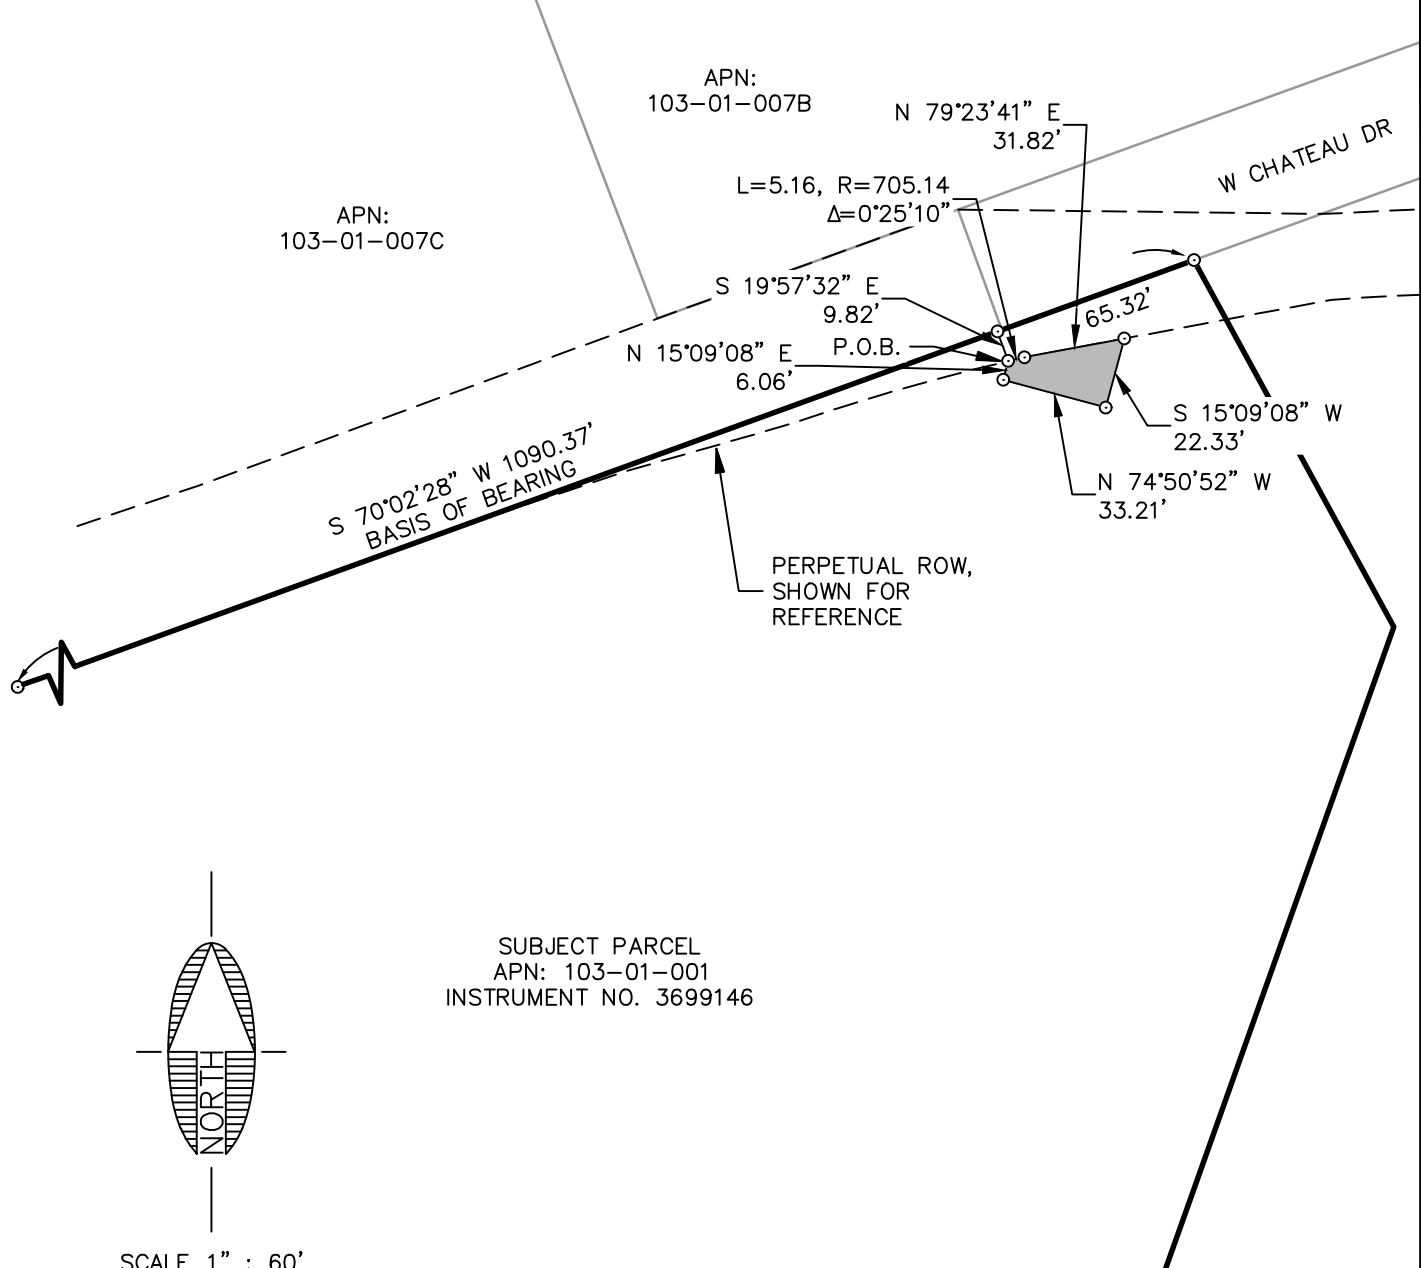 APN:
103-01-007B
N 79°23'41" E
31.82'
W CHATEAU DR
L=5.16, R=705.14
Δ=0°25'10"
APN:
103-01-007C
S 19°57'32" E
9.82'
65.32'
P.O.B.
N 15°09'08" E
6.06'
S 15°09'08" W
22.33'
S 70°02'28" W 1090.37'
BASIS OF BEARING
N 74°50'52" W
33.21'
PERPETUAL ROW,
SHOWN FOR
REFERENCE
SUBJECT PARCEL
APN: 103-01-001
INSTRUMENT NO. 3699146
NORTH
SCALE 1" : 60'